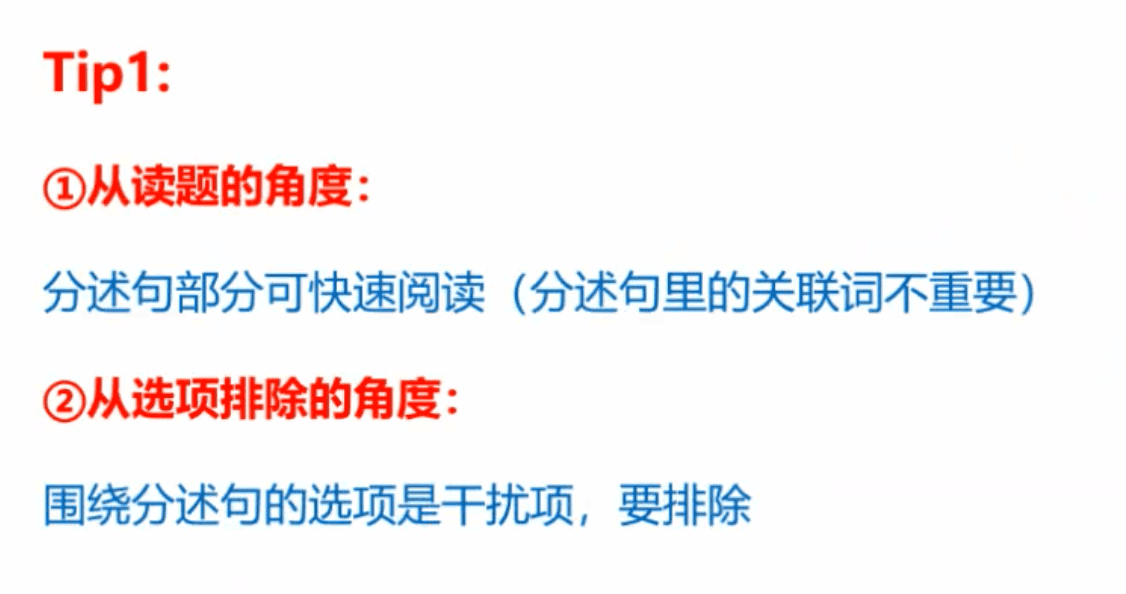 Tip1:
①从读题的角度：
分述句部分可快速阅读（分述句里的关联词不重要）
②从选项排除的角度：
围绕分述句的选项是干扰项，要排除